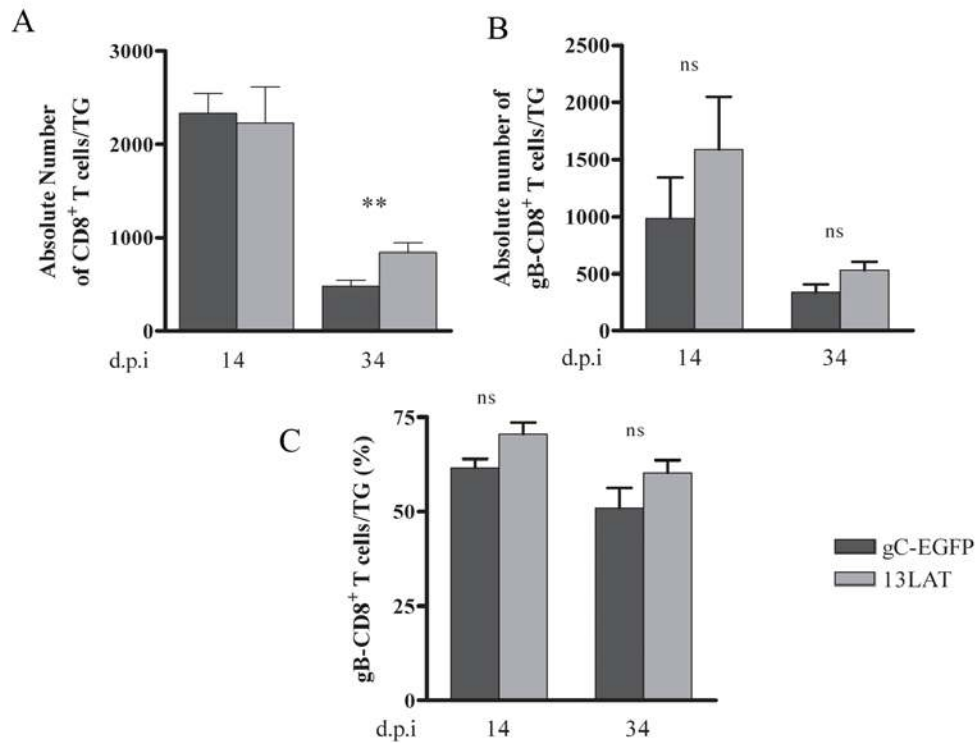 A
Absolute Number
of CD8+ T cells/TG
3000
2000
1000
0
**
d.p.i 14 34
B
Absolute number of
gB-CD8+ T cells/TG
2500
2000
1500
1000
500
0
ns
ns
d.p.i 14 34
C
gB-CD8+ T cells/TG (%)
75
50
25
0
ns
ns
d.p.i 14 34
gC-EGFP
13LAT